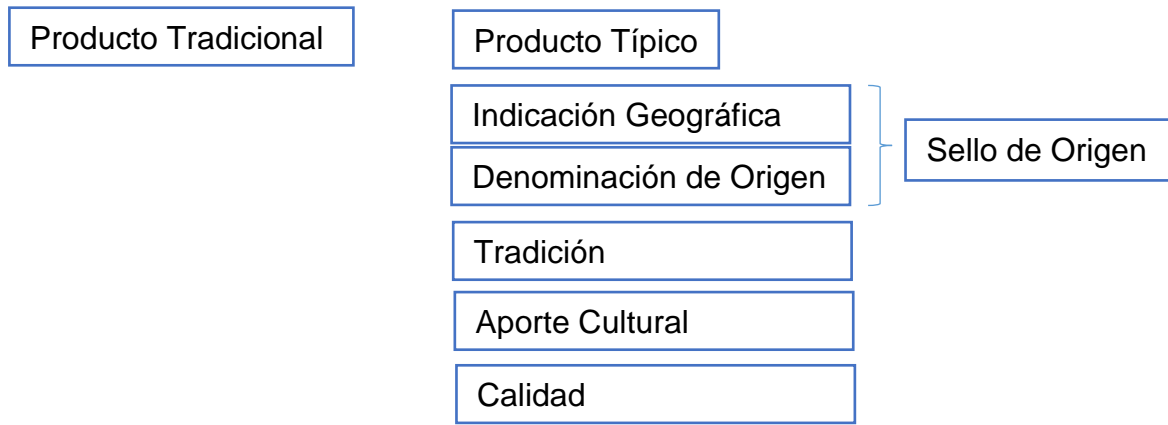 Producto Tradicional
Producto Típico
Indicación Geográfica
Denominación de Origen
Sello de Origen
Tradición
Aporte Cultural
Calidad